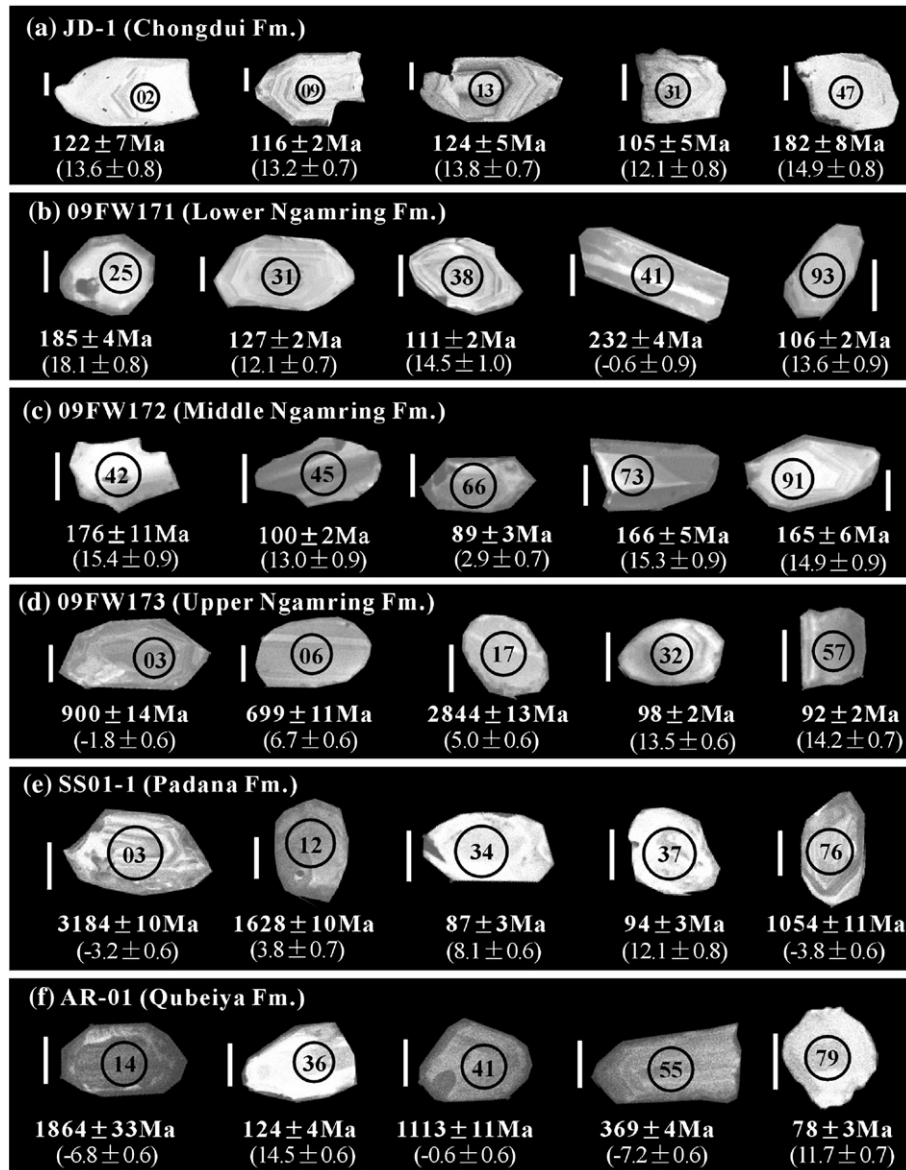 (a) JD-1 (Chongdui Fm.)
02 09 13 31 47
122±7Ma 116±2Ma 124±5Ma 105±5Ma 182±8Ma
(13.6±0.8) (13.2±0.7) (13.8±0.7) (12.1±0.8) (14.9±0.8)
(b) 09FW171 (Lower Ngamring Fm.)
25 31 38 41 93
185±4Ma 127±2Ma 111±2Ma 232±4Ma 106±2Ma
(18.1±0.8) (12.1±0.7) (14.5±1.0) (-0.6±0.9) (13.6±0.9)
(c) 09FW172 (Middle Ngamring Fm.)
42 45 66 73 91
176±11Ma 100±2Ma 89±3Ma 166±5Ma 165±6Ma
(15.4±0.9) (13.0±0.9) (2.9±0.7) (15.3±0.9) (14.9±0.9)
(d) 09FW173 (Upper Ngamring Fm.)
03 06 17 32 57
900±14Ma 699±11Ma 2844±13Ma 98±2Ma 92±2Ma
(-1.8±0.6) (6.7±0.6) (5.0±0.6) (13.5±0.6) (14.2±0.7)
(e) SS01-1 (Padana Fm.)
03 12 34 37 76
3184±10Ma 1628±10Ma 87±3Ma 94±3Ma 1054±11Ma
(-3.2±0.6) (3.8±0.7) (8.1±0.6) (12.1±0.8) (-3.8±0.6)
(f) AR-01 (Qubeiya Fm.)
14 36 41 55 79
1864±33Ma 124±4Ma 1113±11Ma 369±4Ma 78±3Ma
(-6.8±0.6) (14.5±0.6) (-0.6±0.6) (-7.2±0.6) (11.7±0.7)